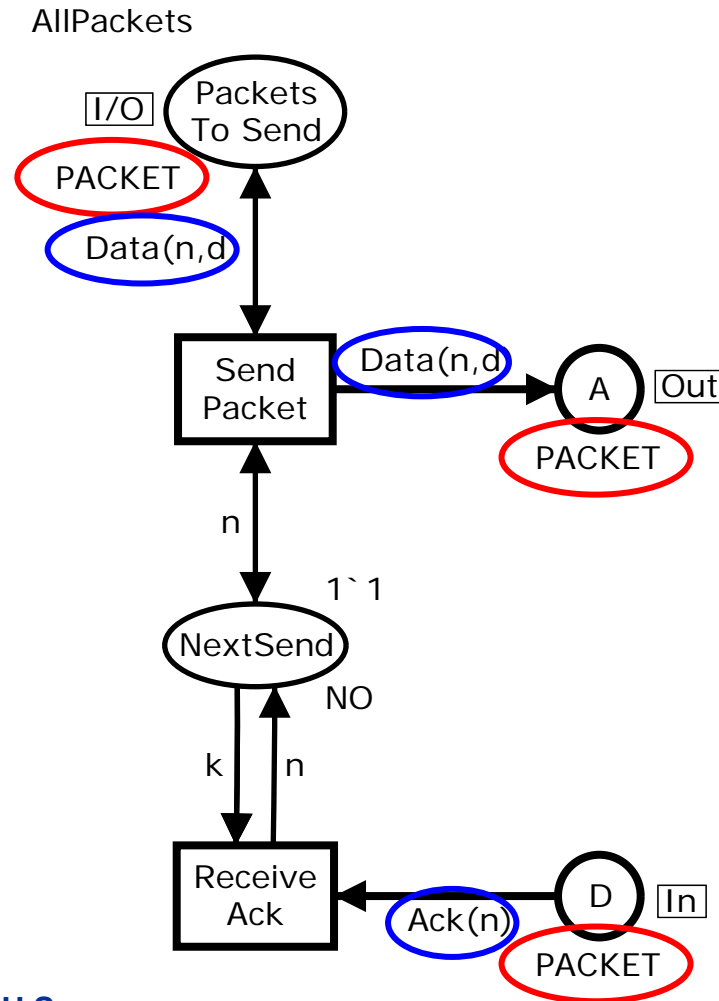 AllPackets
Packets
To Send
I/O
PACKET
Data(n,d
Send
Packet
Data(n,d)
A
Out
PACKET
n
1`1
NextSend
NO
k
n
Receive
Ack
Ack(n)
D
In
PACKET